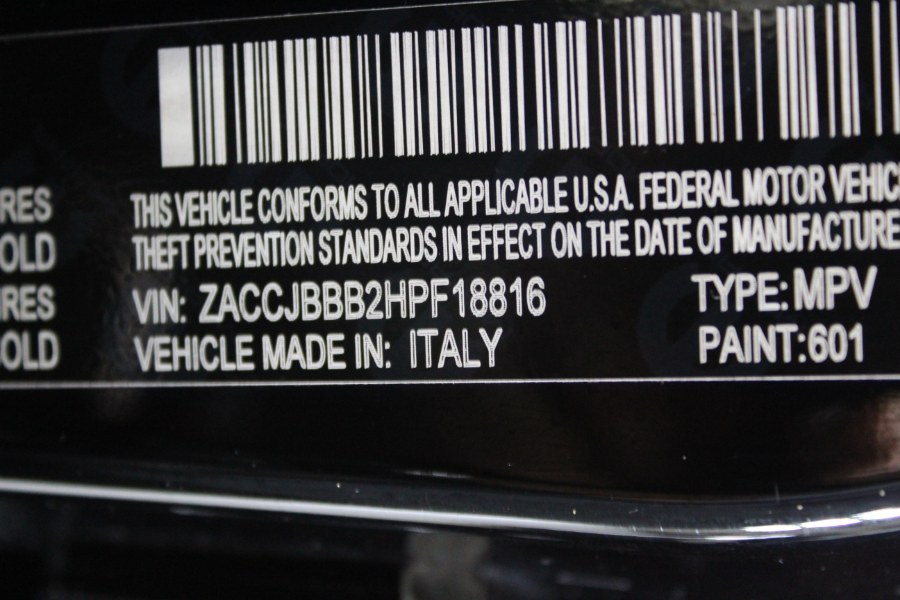 RES
OLD
RES
OLD
THIS VEHICLE CONFORMS TO ALL APPLICABLE U.S.A. FEDERAL MOTOR VEHIC
THEFT PREVENTION STANDARDS IN EFFECT ON THE DATE OF MANUFACTURE
VIN: ZACCJBBB2HPF18816 TYPE: MPV
VEHICLE MADE IN: ITALY PAINT:601